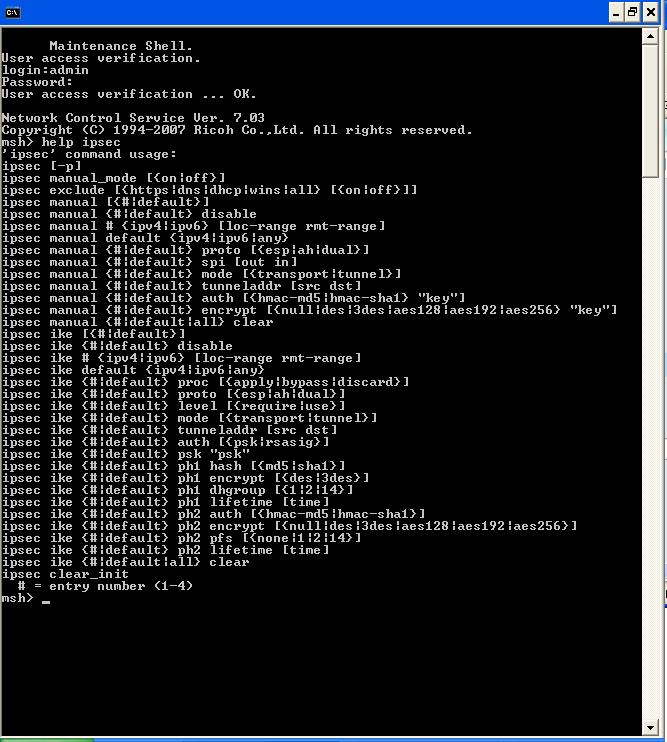 C:\
Maintenance Shell.
User access verification.
login:admin
Password:
User access verification ... OK.
Network Control Service Ver. 7.03
Copyright (C) 1994-2007 Ricoh Co.,Ltd. All rights reserved.
msh> help ipsec
'ipsec' command usage:
ipsec [-p]
ipsec manual_mode [{on¦off}]
ipsec exclude [{https¦dns¦dhcp¦wins¦all} [{on¦off}]]
ipsec manual [{#¦default}]
ipsec manual {#¦default} disable
ipsec manual # {ipv4¦ipv6} [loc-range rmt-range]
ipsec manual default {ipv4¦ipv6¦any}
ipsec manual {#¦default} proto [{esp¦ah¦dual}]
ipsec manual {#¦default} spi [out in]
ipsec manual {#¦default} mode [{transport¦tunnel}]
ipsec manual {#¦default} tunneladdr [src dst]
ipsec manual {#¦default} auth [{hmac-md5¦hmac-sha1} "key"]
ipsec manual {#¦default} encrypt [{null¦des¦3des¦aes128¦aes192¦aes256} "key"]
ipsec manual {#¦default¦all} clear
ipsec ike [{#¦default}]
ipsec ike {#¦default} disable
ipsec ike # {ipv4¦ipv6} [loc-range rmt-range]
ipsec ike default {ipv4¦ipv6¦any}
ipsec ike {#¦default} proc [{apply¦bypass¦discard}]
ipsec ike {#¦default} proto [{esp¦ah¦dual}]
ipsec ike {#¦default} level [{require¦use}]
ipsec ike {#¦default} mode [{transport¦tunnel}]
ipsec ike {#¦default} tunneladdr [src dst]
ipsec ike {#¦default} auth [{psk¦rsasig}]
ipsec ike {#¦default} psk "psk"
ipsec ike {#¦default} ph1 hash [{md5¦sha1}]
ipsec ike {#¦default} ph1 encrypt [{des¦3des}]
ipsec ike {#¦default} ph1 dhgroup [{1¦2¦14}]
ipsec ike {#¦default} ph1 lifetime [time]
ipsec ike {#¦default} ph2 auth [{hmac-md5¦hmac-sha1}]
ipsec ike {#¦default} ph2 encrypt [{null¦des¦3des¦aes128¦aes192¦aes256}]
ipsec ike {#¦default} ph2 pfs [{none¦1¦2¦14}]
ipsec ike {#¦default} ph2 lifetime [time]
ipsec ike {#¦default¦all} clear
ipsec clear_init
# = entry number (1-4)
msh> _